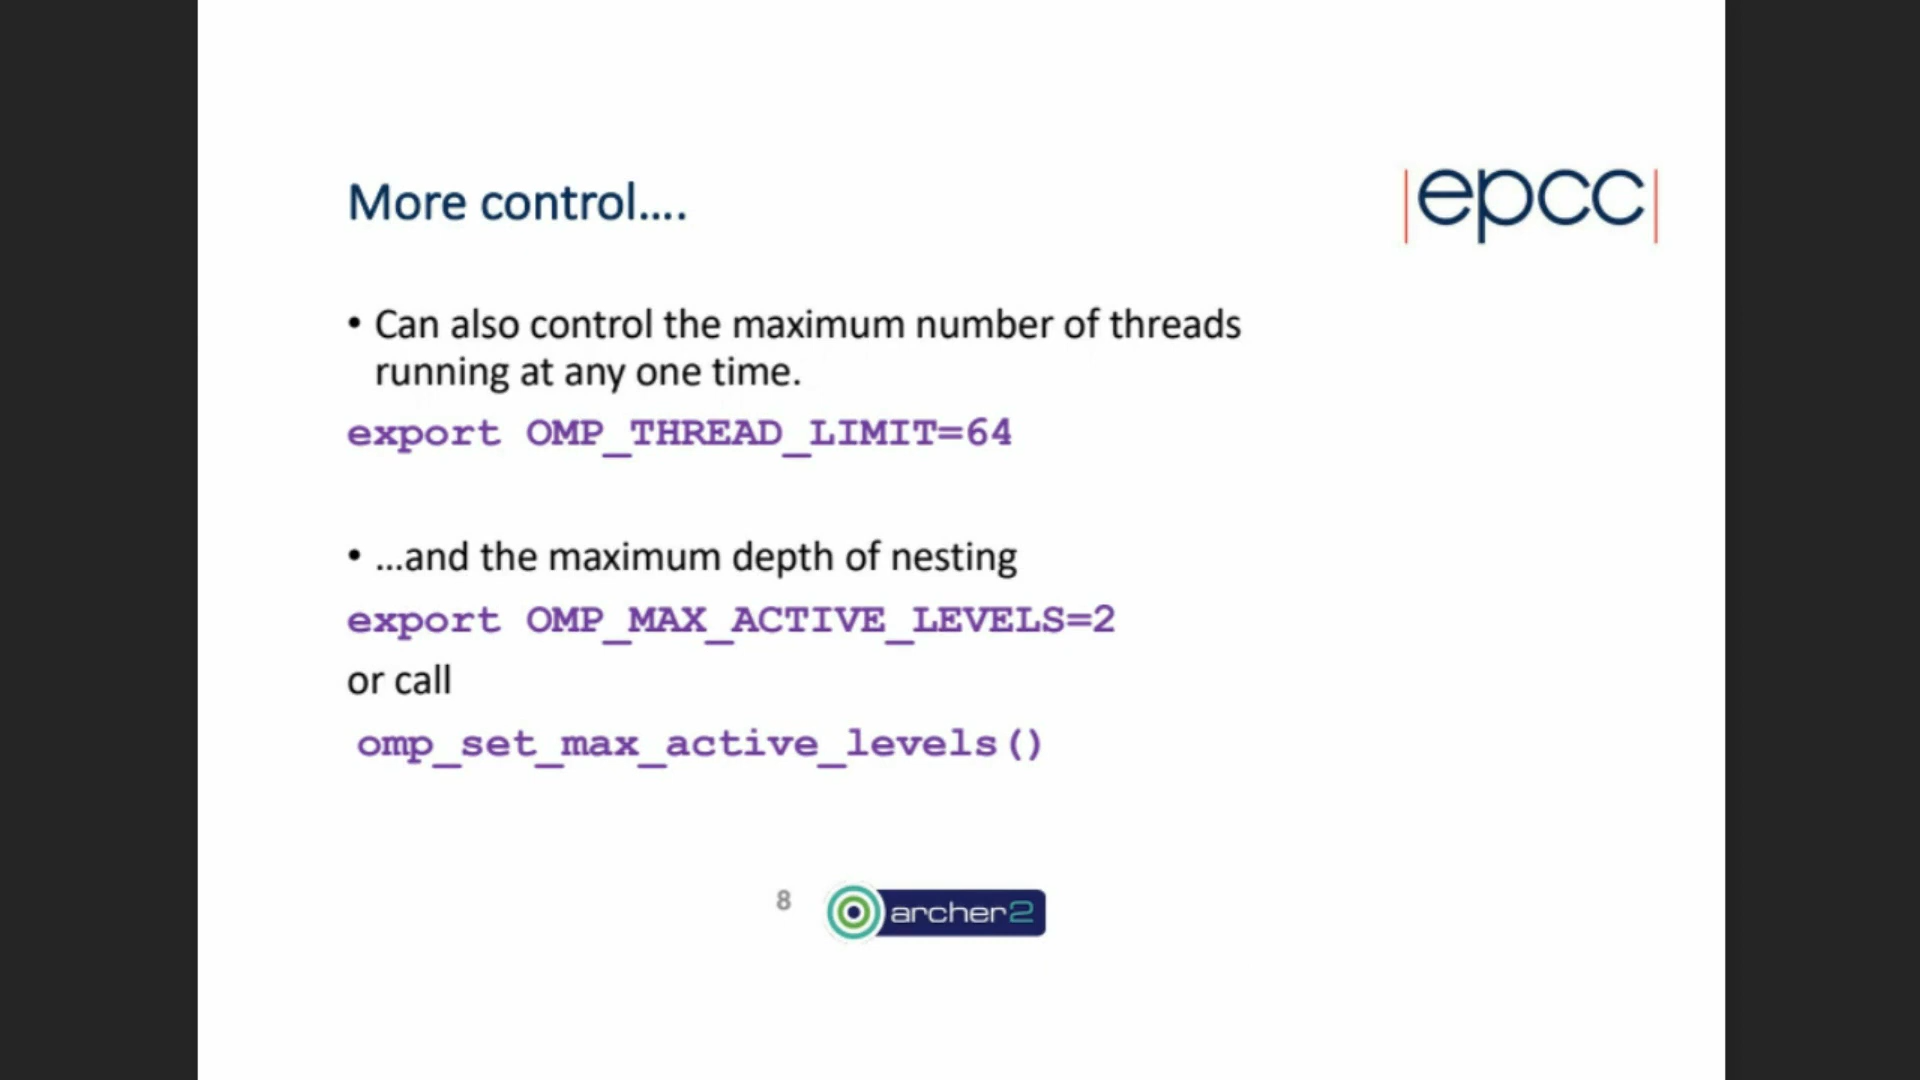 More control....
|epcc|
• Can also control the maximum number of threads
running at any one time.
export OMP_THREAD_LIMIT=64
• ...and the maximum depth of nesting
export OMP_MAX_ACTIVE_LEVELS=2
or call
omp_set_max_active_levels()
8
archer2